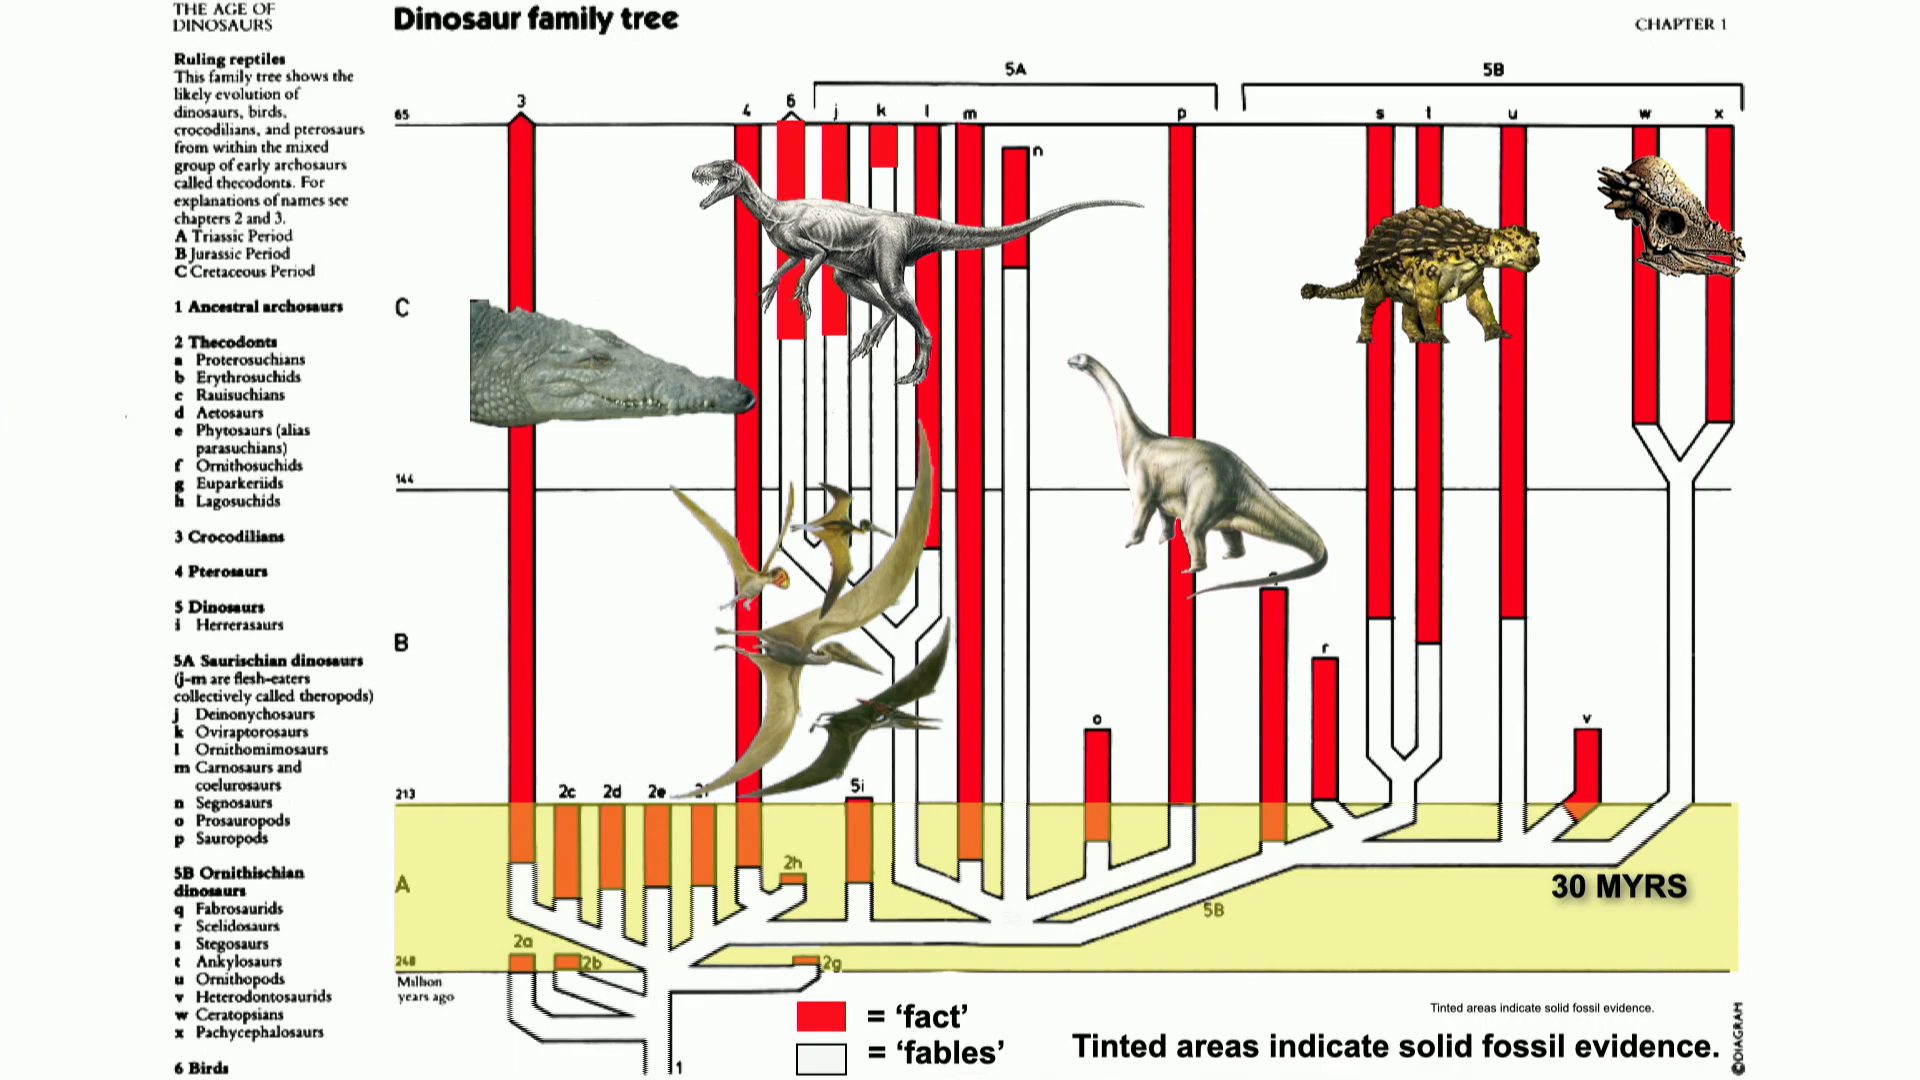 THE AGE OF
DINOSAURS
Dinosaur family tree
CHAPTER 1
Ruling reptiles
This family tree shows the
likely evolution of
dinosaurs, birds,
crocodilians, and pterosaurs
from within the mixed
group of early archosaurs
called thecodonts. For
explanations of names see
chapters 2 and 3.
A Triassic Period
B Jurassic Period
C Cretaceous Period
1 Ancestral archosaurs
2 Thecodonts
a Proterosuchians
b Erythrosuchids
c Rauisuchians
d Aetosaurs
e Phytosaurs (alias
parasuchians)
f Ornithosuchids
g Euparkeriids
h Lagosuchids
3 Crocodilians
4 Pterosaurs
5 Dinosaurs
i Herrerasaurs
5A Saurischian dinosaurs
(j-m are flesh-eaters
collectively called theropods)
j Deinonychosaurs
k Oviraptorosaurs
l Ornithomimosaurs
m Carnosaurs and
coelurosaurs
n Segnosaurs
o Prosauropods
p Sauropods
5B Ornithischian
dinosaurs
q Fabrosaurids
r Scelidosaurs
s Stegosaurs
t Ankylosaurs
u Ornithopods
v Heterodontosaurids
w Ceratopsians
x Pachycephalosaurs
6 Birds
5A
5B
65
3
4
6
j
k
l
m
n
p
s
t
u
w
x
C
144
B
r
o
v
213
2c
2d
2e
5i
2h
A
30 MYRS
5B
2a
248
2b
2g
Million
years ago
1
= 'fact'
= 'fables'
Tinted areas indicate solid fossil evidence.
Tinted areas indicate solid fossil evidence.
©DIAGRAM